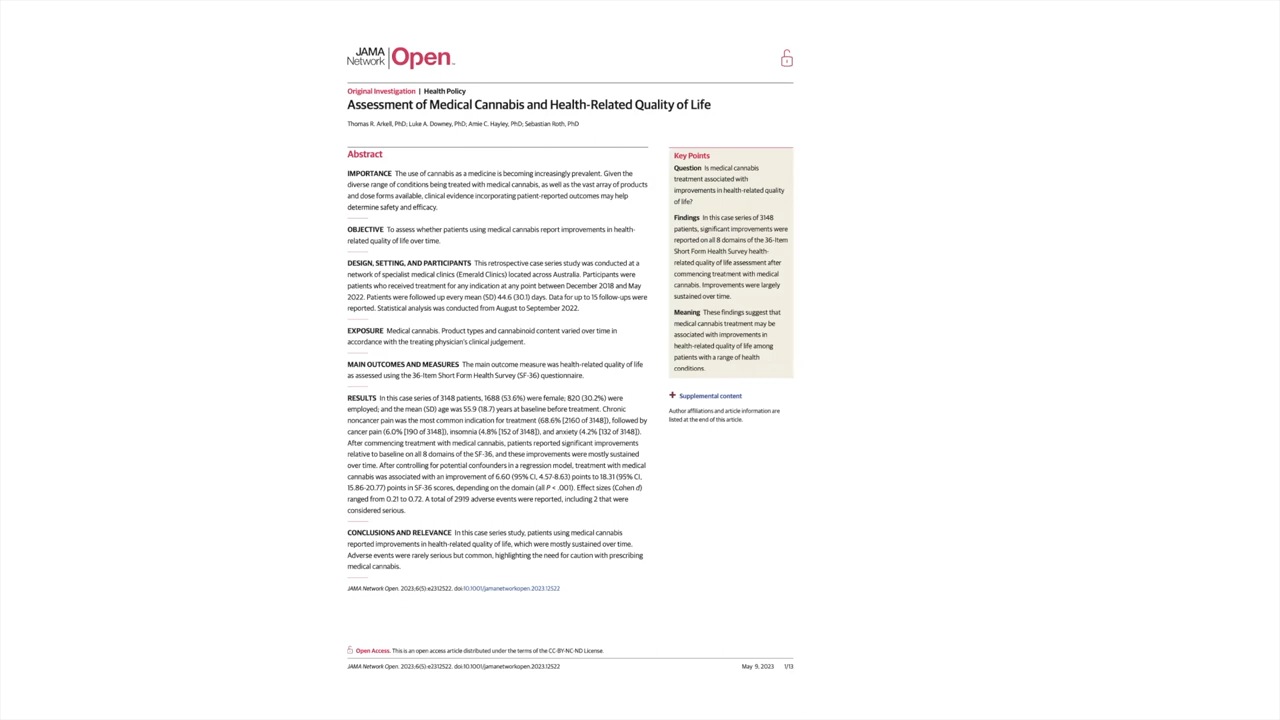 JAMA
Network
Open™
Original Investigation | Health Policy
Assessment of Medical Cannabis and Health-Related Quality of Life
Thomas R. Arkell, PhD; Luke A. Downey, PhD; Amie C. Hayley, PhD; Sebastian Roth, PhD
Abstract
IMPORTANCE The use of cannabis as a medicine is becoming increasingly prevalent. Given the
diverse range of conditions being treated with medical cannabis, as well as the vast array of products
and dose forms available, clinical evidence incorporating patient-reported outcomes may help
determine safety and efficacy.
OBJECTIVE To assess whether patients using medical cannabis report improvements in health-
related quality of life over time.
DESIGN, SETTING, AND PARTICIPANTS This retrospective case series study was conducted at a
network of specialist medical clinics (Emerald Clinics) located across Australia. Participants were
patients who received treatment for any indication at any point between December 2018 and May
2022. Patients were followed up every mean (SD) 44.6 (30.1) days. Data for up to 15 follow-ups were
reported. Statistical analysis was conducted from August to September 2022.
EXPOSURE Medical cannabis. Product types and cannabinoid content varied over time in
accordance with the treating physician's clinical judgement.
MAIN OUTCOMES AND MEASURES The main outcome measure was health-related quality of life
as assessed using the 36-Item Short Form Health Survey (SF-36) questionnaire.
RESULTS In this case series of 3148 patients, 1688 (53.6%) were female; 820 (30.2%) were
employed; and the mean (SD) age was 55.9 (18.7) years at baseline before treatment. Chronic
noncancer pain was the most common indication for treatment (68.6% [2160 of 3148]), followed by
cancer pain (6.0% [190 of 3148]), insomnia (4.8% [152 of 3148]), and anxiety (4.2% [132 of 3148]).
After commencing treatment with medical cannabis, patients reported significant improvements
relative to baseline on all 8 domains of the SF-36, and these improvements were mostly sustained
over time. After controlling for potential confounders in a regression model, treatment with medical
cannabis was associated with an improvement of 6.60 (95% CI, 4.57-8.63) points to 18.31 (95% CI,
15.86-20.77) points in SF-36 scores, depending on the domain (all P < .001). Effect sizes (Cohen d)
ranged from 0.21 to 0.72. A total of 2919 adverse events were reported, including 2 that were
considered serious.
CONCLUSIONS AND RELEVANCE In this case series study, patients using medical cannabis
reported improvements in health-related quality of life, which were mostly sustained over time.
Adverse events were rarely serious but common, highlighting the need for caution with prescribing
medical cannabis.
JAMA Network Open. 2023;6(5):e2312522. doi:10.1001/jamanetworkopen.2023.12522
Key Points
Question Is medical cannabis
treatment associated with
improvements in health-related quality
of life?
Findings In this case series of 3148
patients, significant improvements were
reported on all 8 domains of the 36-Item
Short Form Health Survey health-
related quality of life assessment after
commencing treatment with medical
cannabis. Improvements were largely
sustained over time.
Meaning These findings suggest that
medical cannabis treatment may be
associated with improvements in
health-related quality of life among
patients with a range of health
conditions.
+ Supplemental content
Author affiliations and article information are
listed at the end of this article.
Open Access. This is an open access article distributed under the terms of the CC-BY-NC-ND License.
JAMA Network Open. 2023;6(5):e2312522. doi:10.1001/jamanetworkopen.2023.12522
May 9, 2023 1/13